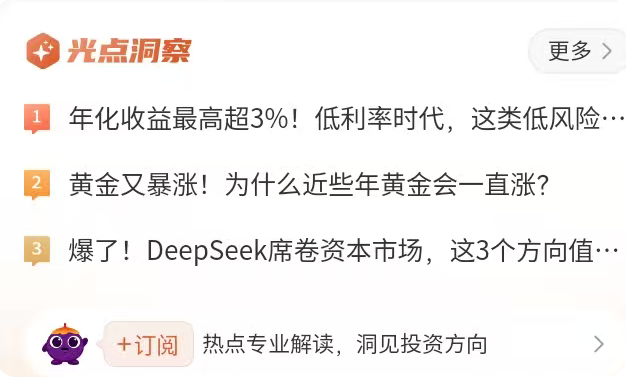 光点洞察
更多
1 年化收益最高超3%！低利率时代，这类低风险…
2 黄金又暴涨！为什么近些年黄金会一直涨？
3 爆了！DeepSeek席卷资本市场，这3个方向值…
+订阅 热点专业解读，洞见投资方向